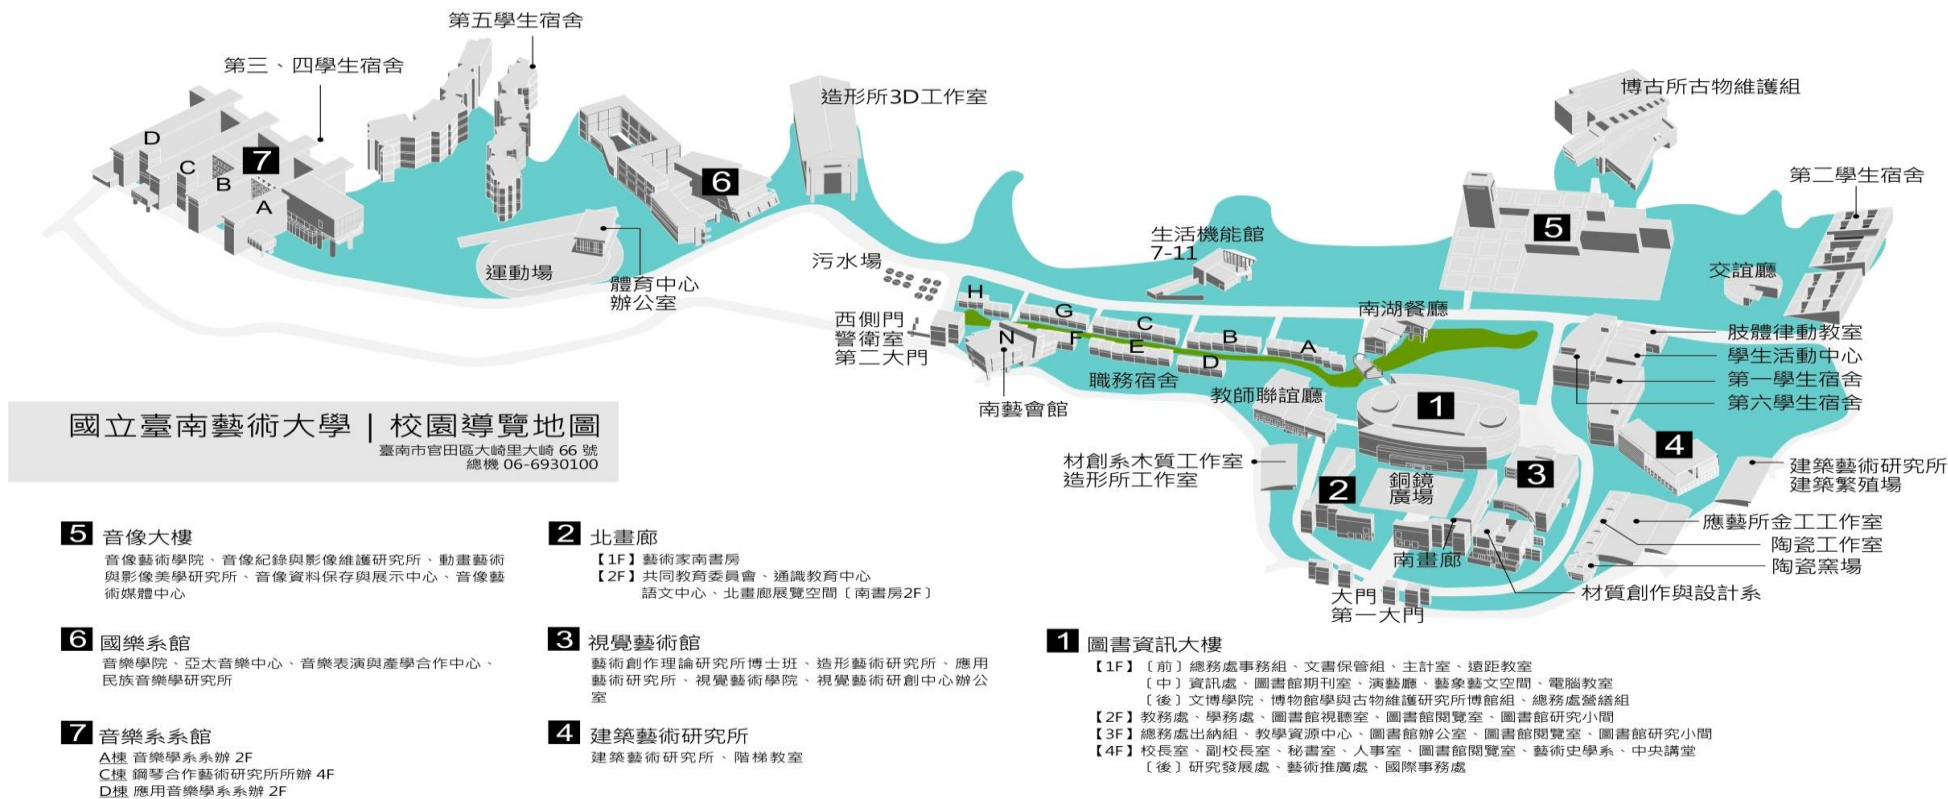 第五學生宿舍
第三、四學生宿舍
造形所3D工作室
博古所古物維護組
第二學生宿舍
D
C
B
7
A
6
5
運動場
體育中心
辦公室
污水場
生活機能館
7-11
交誼廳
西側門
警衛室
第二大門
H
G
C
B
A
N
F
E
D
南湖餐廳
職務宿舍
南藝會館
教師聯誼廳
肢體律動教室
學生活動中心
第一學生宿舍
第六學生宿舍
1
4
國立臺南藝術大學 | 校園導覽地圖
臺南市官田區大崎里大崎 66 號
總機 06-6930100
材創系木質工作室
造形所工作室
2
銅鏡
廣場
3
建築藝術研究所
建築繁殖場
應藝所金工工作室
陶瓷工作室
陶瓷窯場
南畫廊
材質創作與設計系
大門
第一大門
5 音像大樓
音像藝術學院、音像紀錄與影像維護研究所、動畫藝術
與影像美學研究所、音像資料保存與展示中心、音像藝
術媒體中心
6 國樂系館
音樂學院、亞太音樂中心、音樂表演與產學合作中心、
民族音樂學研究所
7 音樂系系館
A棟 音樂學系系辦 2F
C棟 鋼琴合作藝術研究所所辦 4F
D棟 應用音樂學系系辦 2F
2 北畫廊
【1F】藝術家南書房
【2F】共同教育委員會、通識教育中心
語文中心、北畫廊展覽空間〔南書房2F〕
3 視覺藝術館
藝術創作理論研究所博士班、造形藝術研究所、應用
藝術研究所、視覺藝術學院、視覺藝術研創中心辦公
室
4 建築藝術研究所
建築藝術研究所、階梯教室
1 圖書資訊大樓
【1F】〔前〕總務處事務組、文書保管組、主計室、遠距教室
〔中〕資訊處、圖書館期刊室、演藝廳、藝象藝文空間、電腦教室
〔後〕文博學院、博物館學與古物維護研究所博館組、總務處營繕組
【2F】教務處、學務處、圖書館視聽室、圖書館閱覽室、圖書館研究小間
【3F】總務處出納組、教學資源中心、圖書館辦公室、圖書館閱覽室、圖書館研究小間
【4F】校長室、副校長室、秘書室、人事室、圖書館閱覽室、藝術史學系、中央講堂
〔後〕研究發展處、藝術推廣處、國際事務處